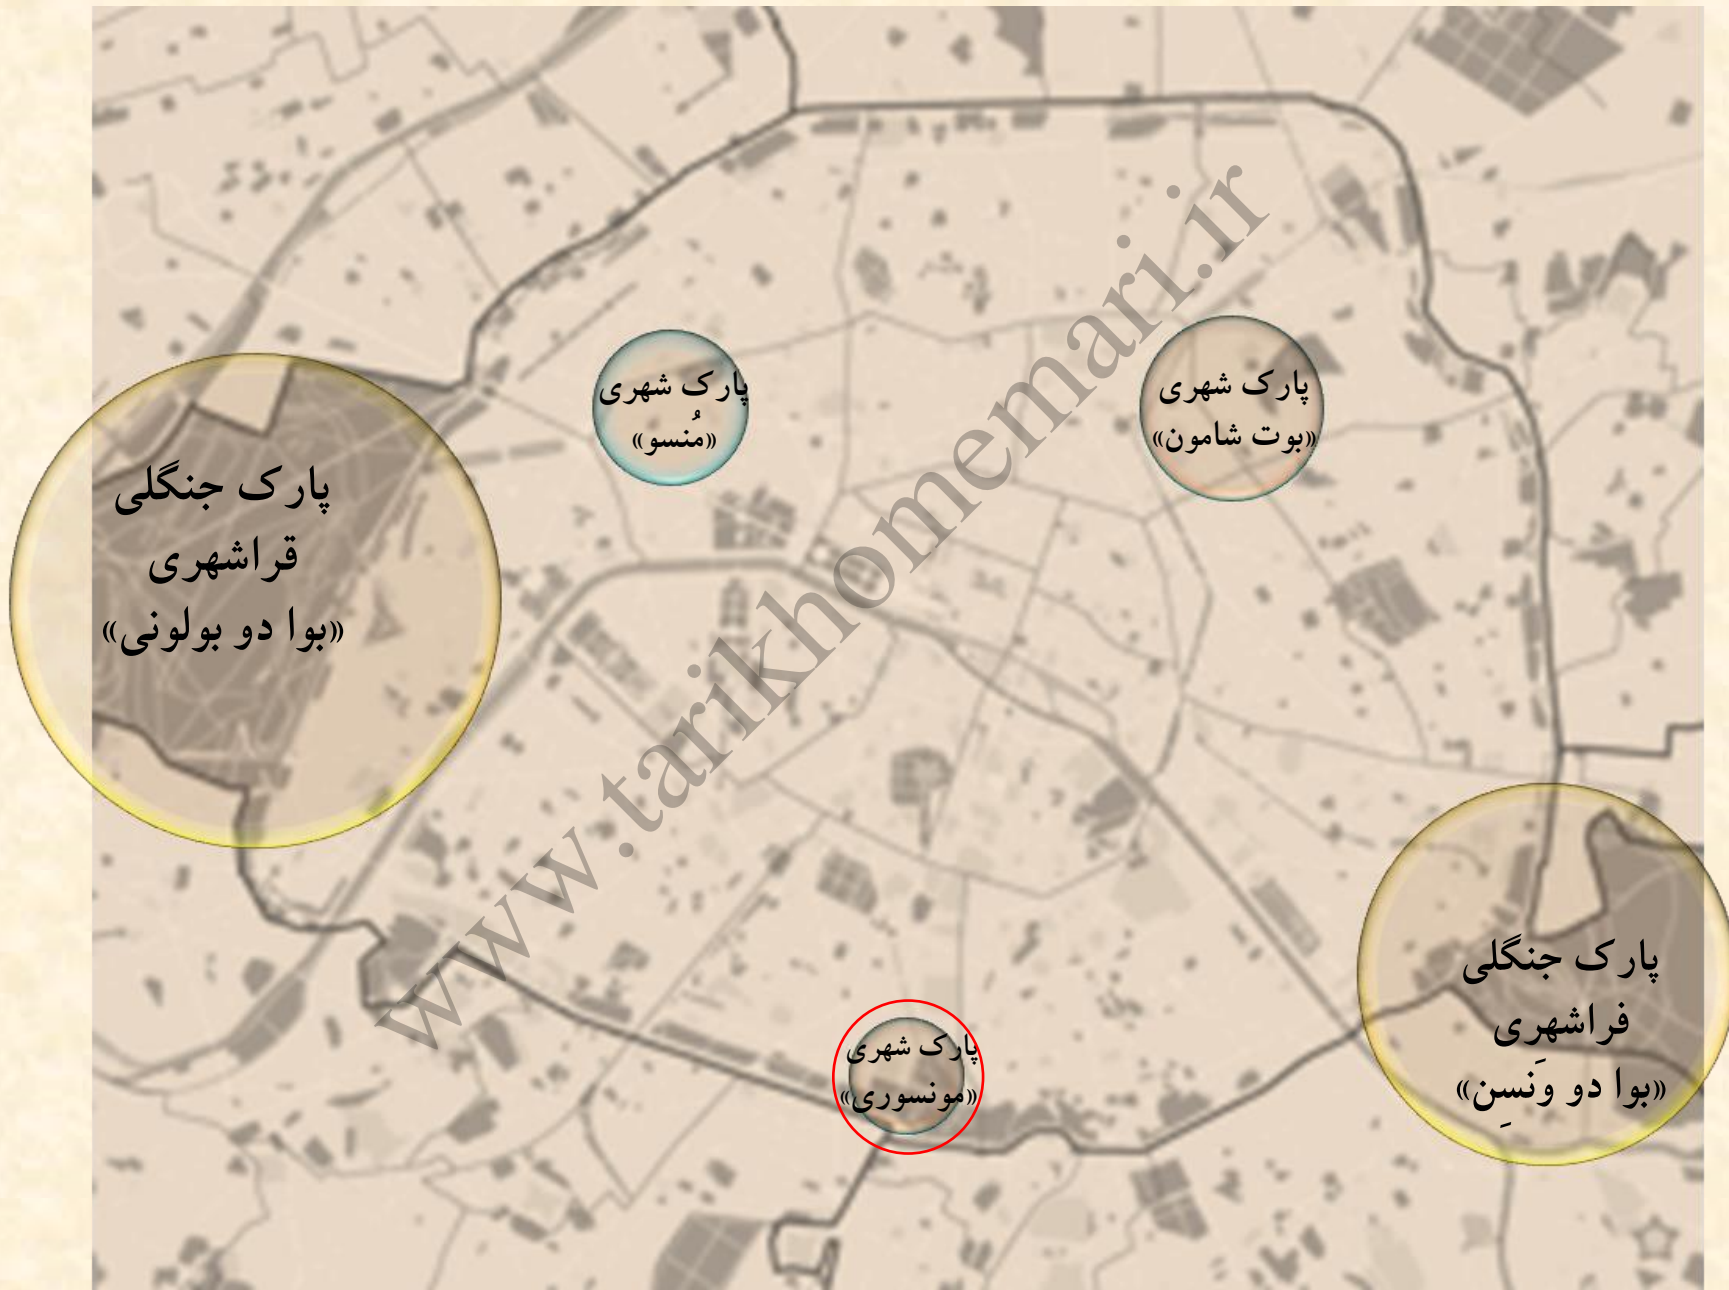 پارک شهری
«مُنسو»
پارک شهری
«بوت شامون»
پارک جنگلی
قراشهری
«بوا دو بولونی»
پارک جنگلی
فراشهری
«بوا دو وَنسِن»
پارک شهری
«مونسوری»
www.tarikhomemari.ir